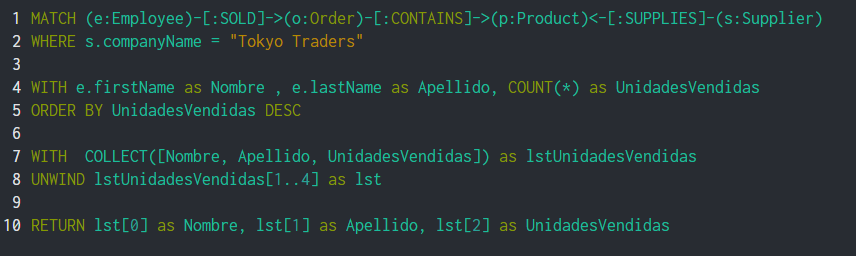 1 MATCH (e:Employee)-[:SOLD]->(o:Order)-[:CONTAINS]->(p:Product)<-[:SUPPLIES]-(s:Supplier)
2 WHERE s.companyName = "Tokyo Traders"
3
4 WITH e.firstName as Nombre , e.lastName as Apellido, COUNT(*) as UnidadesVendidas
5 ORDER BY UnidadesVendidas DESC
6
7 WITH  COLLECT([Nombre, Apellido, UnidadesVendidas]) as lstUnidadesVendidas
8 UNWIND lstUnidadesVendidas[1..4] as lst
9
10 RETURN lst[0] as Nombre, lst[1] as Apellido, lst[2] as UnidadesVendidas